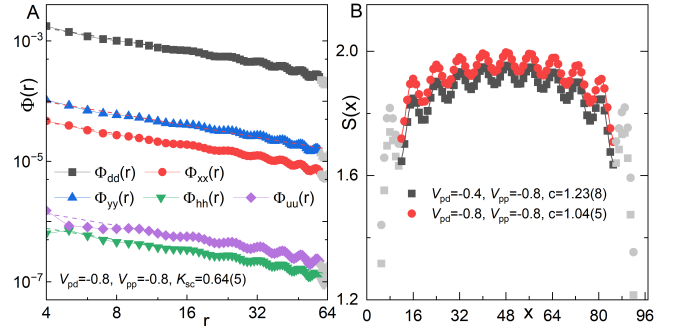 A
Φ(r)
10⁻³
10⁻⁵
10⁻⁷
Φdd(r) Φxx(r)
Φyy(r) Φhh(r) Φuu(r)
Vpd=-0.8, Vpp=-0.8, Ksc=0.64(5)
4 8 16 32 64
r
B
S(x)
2.0
1.6
1.2
Vpd=-0.4, Vpp=-0.8, c=1.23(8)
Vpd=-0.8, Vpp=-0.8, c=1.04(5)
16 32 48 64 80 96
x